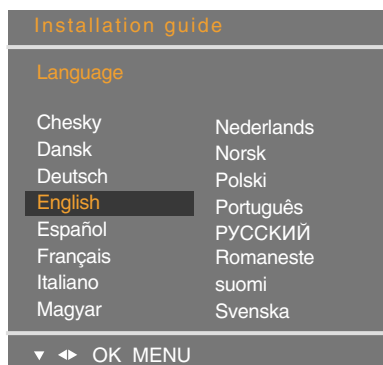 Installation guide
Language
Chesky
Dansk
Deutsch
English
Español
Français
Italiano
Magyar
Nederlands
Norsk
Polski
Português
РУССКИЙ
Romaneste
suomi
Svenska
OK MENU